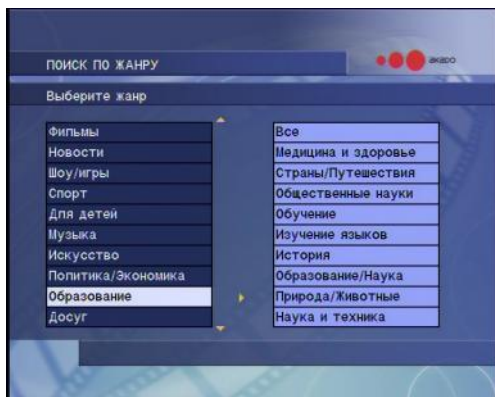 ПОИСК ПО ЖАНРУ
акадо
Выберите жанр
Фильмы
Новости
Шоу/игры
Спорт
Для детей
Музыка
Искусство
Политика/Экономика
Образование
Досуг
Все
Медицина и здоровье
Страны/Путешествия
Общественные науки
Обучение
Изучение языков
История
Образование/Наука
Природа/Животные
Наука и техника